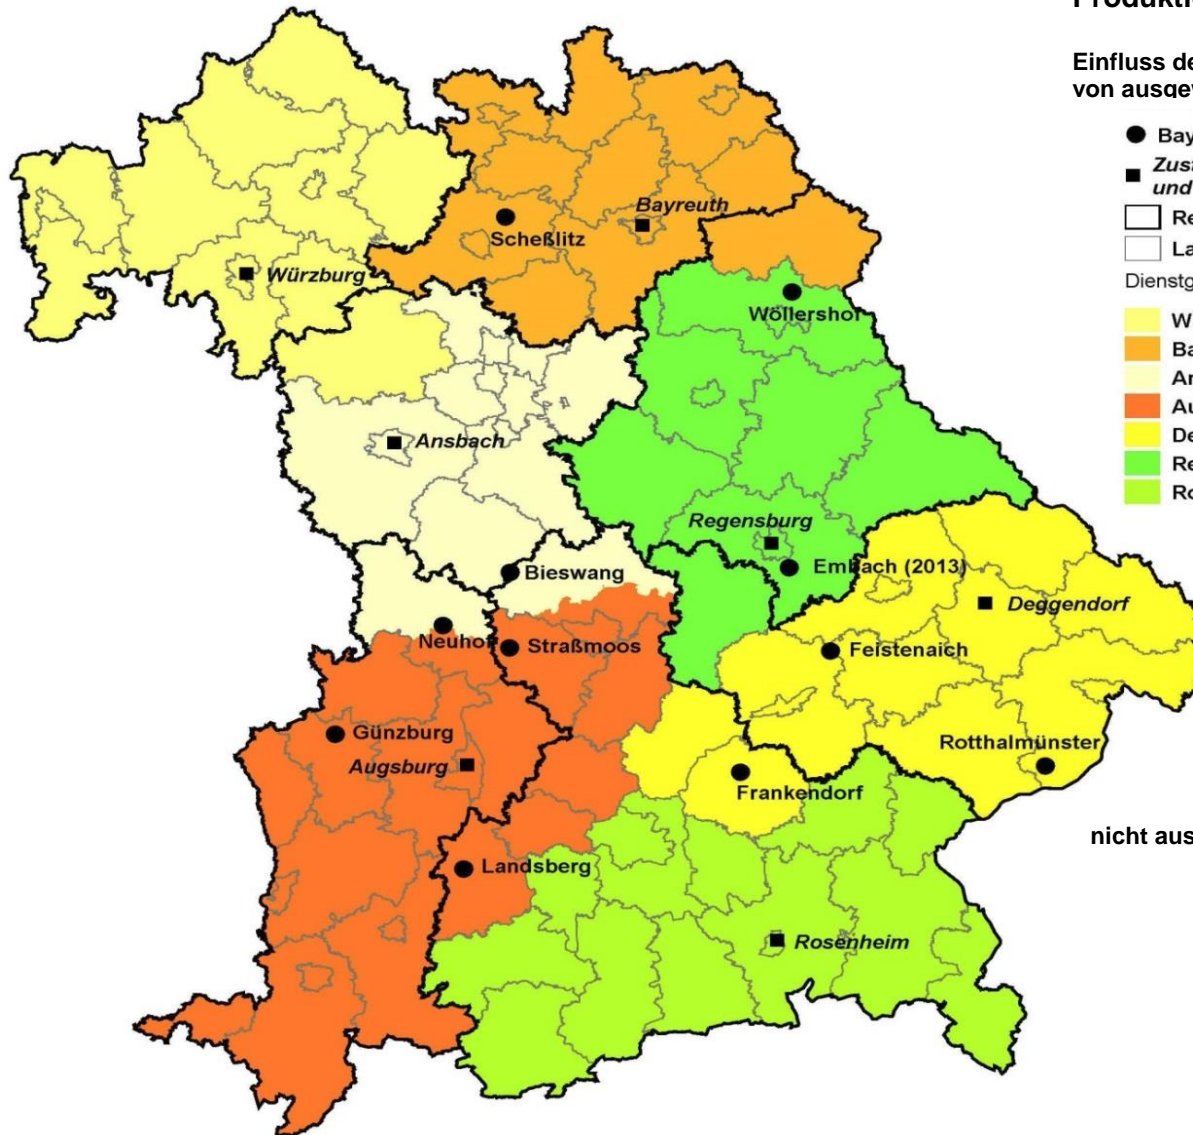 Einfluss de
von ausgew
Bay
Zust
und
Re
La
Dienstg
W
Ba
An
Au
De
Re
Ro
Bayreuth
Scheßlitz
Würzburg
Wöllershof
Ansbach
Regensburg
Embach (2013)
Bieswang
Deggendorf
Neuhof
Straßmoos
Feistenaich
Günzburg
Augsburg
Rotthalmünster
Frankendorf
nicht aus
Landsberg
Rosenheim